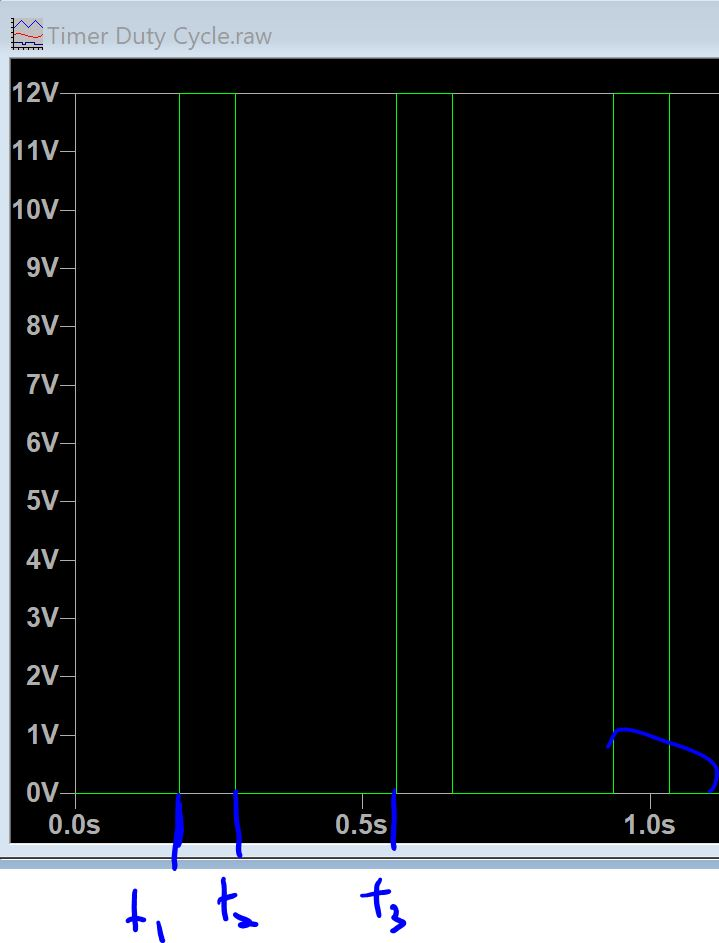 Timer Duty Cycle.raw
12V
11V
10V
9V
8V
7V
6V
5V
4V
3V
2V
1V
0V
0.0s 0.5s 1.0s
t₁ t₂ t₃